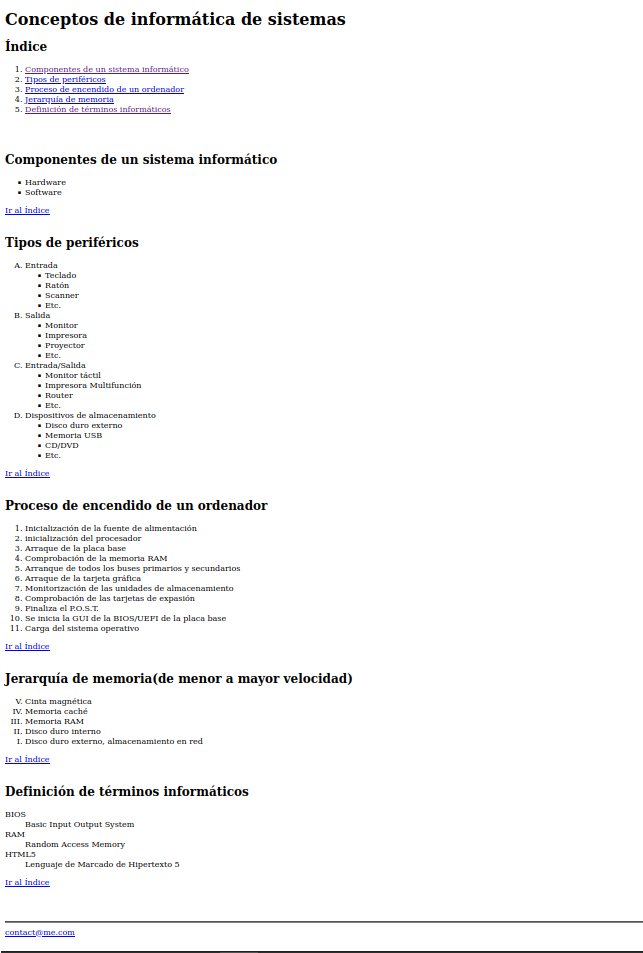 Conceptos de informática de sistemas
Índice
1. Componentes de un sistema informático
2. Tipos de periféricos
3. Proceso de encendido de un ordenador
4. Jerarquía de memoria
5. Definición de términos informáticos
Componentes de un sistema informático
▪ Hardware
▪ Software
Ir al Índice
Tipos de periféricos
A. Entrada
▪ Teclado
▪ Ratón
▪ Scanner
▪ Etc.
B. Salida
▪ Monitor
▪ Impresora
▪ Proyector
▪ Etc.
C. Entrada/Salida
▪ Monitor táctil
▪ Impresora Multifunción
▪ Router
▪ Etc.
D. Dispositivos de almacenamiento
▪ Disco duro externo
▪ Memoria USB
▪ CD/DVD
▪ Etc.
Ir al Índice
Proceso de encendido de un ordenador
1. Inicialización de la fuente de alimentación
2. inicialización del procesador
3. Arraque de la placa base
4. Comprobación de la memoria RAM
5. Arranque de todos los buses primarios y secundarios
6. Arraque de la tarjeta gráfica
7. Monitorización de las unidades de almacenamiento
8. Comprobación de las tarjetas de expasión
9. Finaliza el P.O.S.T.
10. Se inicia la GUI de la BIOS/UEFI de la placa base
11. Carga del sistema operativo
Ir al Índice
Jerarquía de memoria(de menor a mayor velocidad)
V. Cinta magnética
IV. Memoria caché
III. Memoria RAM
II. Disco duro interno
I. Disco duro externo, almacenamiento en red
Ir al Índice
Definición de términos informáticos
BIOS
Basic Input Output System
RAM
Random Access Memory
HTML5
Lenguaje de Marcado de Hipertexto 5
Ir al Índice
contact@me.com